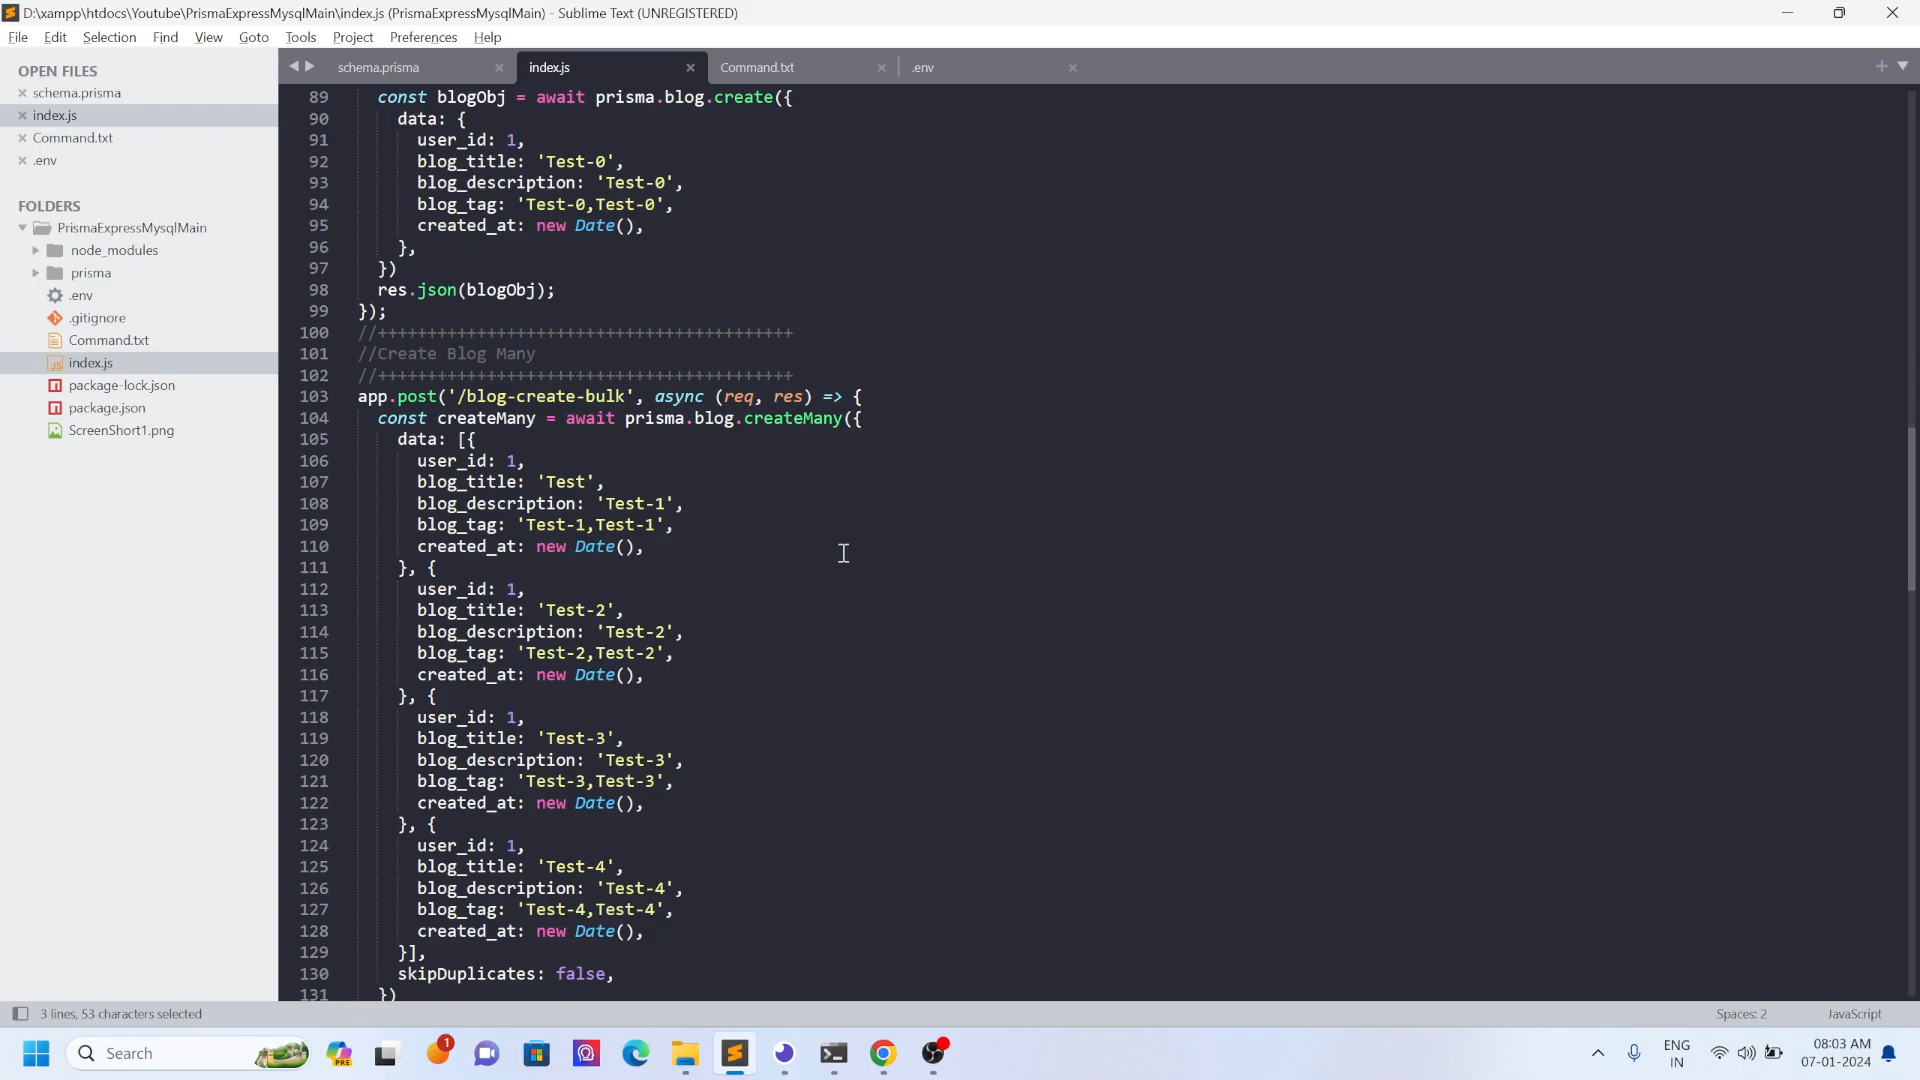 D:\xampp\htdocs\Youtube\PrismaExpressMysqlMain\index.js (PrismaExpressMysqlMain) - Sublime Text (UNREGISTERED)
File Edit Selection Find View Goto Tools Project Preferences Help
OPEN FILES
schema.prisma
index.js
Command.txt
.env
FOLDERS
PrismaExpressMysqlMain
node_modules
prisma
.env
.gitignore
Command.txt
index.js
package-lock.json
package.json
ScreenShort1.png
schema.prisma index.js Command.txt .env
89 const blogObj = await prisma.blog.create({
90 data: {
91 user_id: 1,
92 blog_title: 'Test-0',
93 blog_description: 'Test-0',
94 blog_tag: 'Test-0,Test-0',
95 created_at: new Date(),
96 },
97 })
98 res.json(blogObj);
99 });
100 //++++++++++++++++++++++++++++++++++++++++++
101 //Create Blog Many
102 //++++++++++++++++++++++++++++++++++++++++++
103 app.post('/blog-create-bulk', async (req, res) => {
104 const createMany = await prisma.blog.createMany({
105 data: [{
106 user_id: 1,
107 blog_title: 'Test',
108 blog_description: 'Test-1',
109 blog_tag: 'Test-1,Test-1',
110 created_at: new Date(),
111 }, {
112 user_id: 1,
113 blog_title: 'Test-2',
114 blog_description: 'Test-2',
115 blog_tag: 'Test-2,Test-2',
116 created_at: new Date(),
117 }, {
118 user_id: 1,
119 blog_title: 'Test-3',
120 blog_description: 'Test-3',
121 blog_tag: 'Test-3,Test-3',
122 created_at: new Date(),
123 }, {
124 user_id: 1,
125 blog_title: 'Test-4',
126 blog_description: 'Test-4',
127 blog_tag: 'Test-4,Test-4',
128 created_at: new Date(),
129 }],
130 skipDuplicates: false,
131 })
3 lines, 53 characters selected Spaces: 2 JavaScript
Search PRE 1 ENG 08:03 AM
IN 07-01-2024